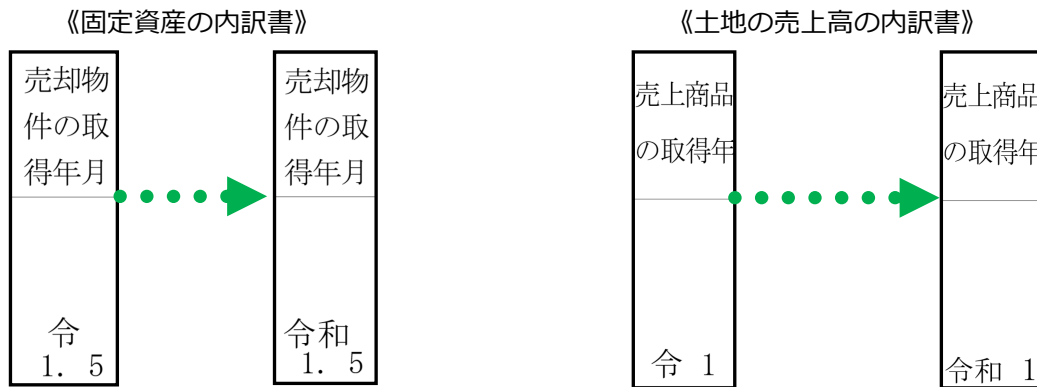 《固定資産の内訳書》
売却物
件の取
得年月
令
1. 5
売却物
件の取
得年月
令和
1. 5
《土地の売上高の内訳書》
売上商品
の取得年
令 1
売上商品
の取得年
令和 1